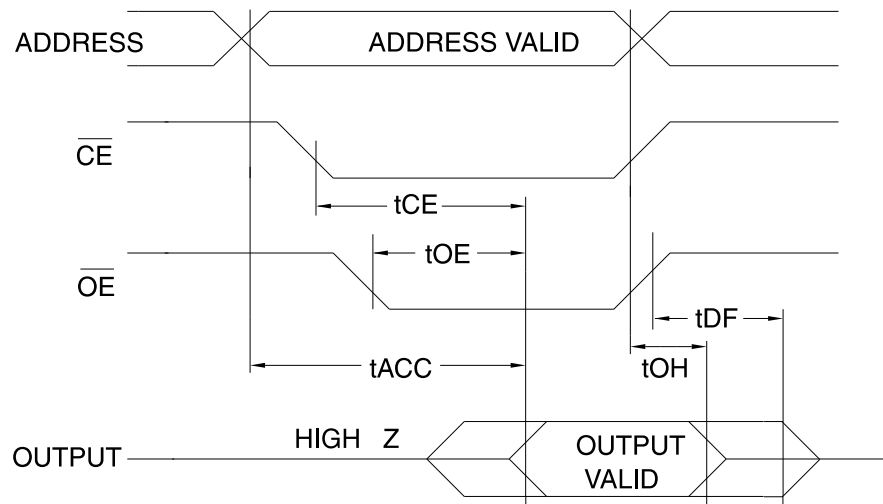 ADDRESS
ADDRESS VALID
CE
tCE
tOE
OE
tDF
tOH
tACC
HIGH Z
OUTPUT
OUTPUT
VALID